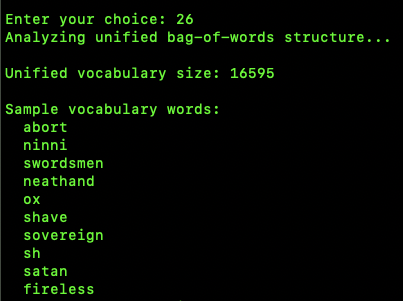 Enter your choice: 26
Analyzing unified bag-of-words structure...
Unified vocabulary size: 16595
Sample vocabulary words:
abort
ninni
swordsmen
neathand
ox
shave
sovereign
sh
satan
fireless